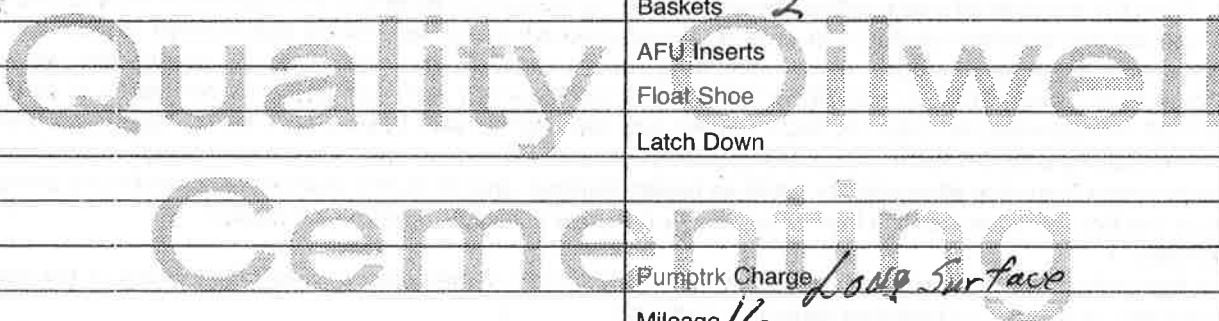 Baskets 2
AFU Inserts
Quality Oilwell
Float Shoe
Latch Down
Cementing
Pumptrk Charge Long Surface
Mileage